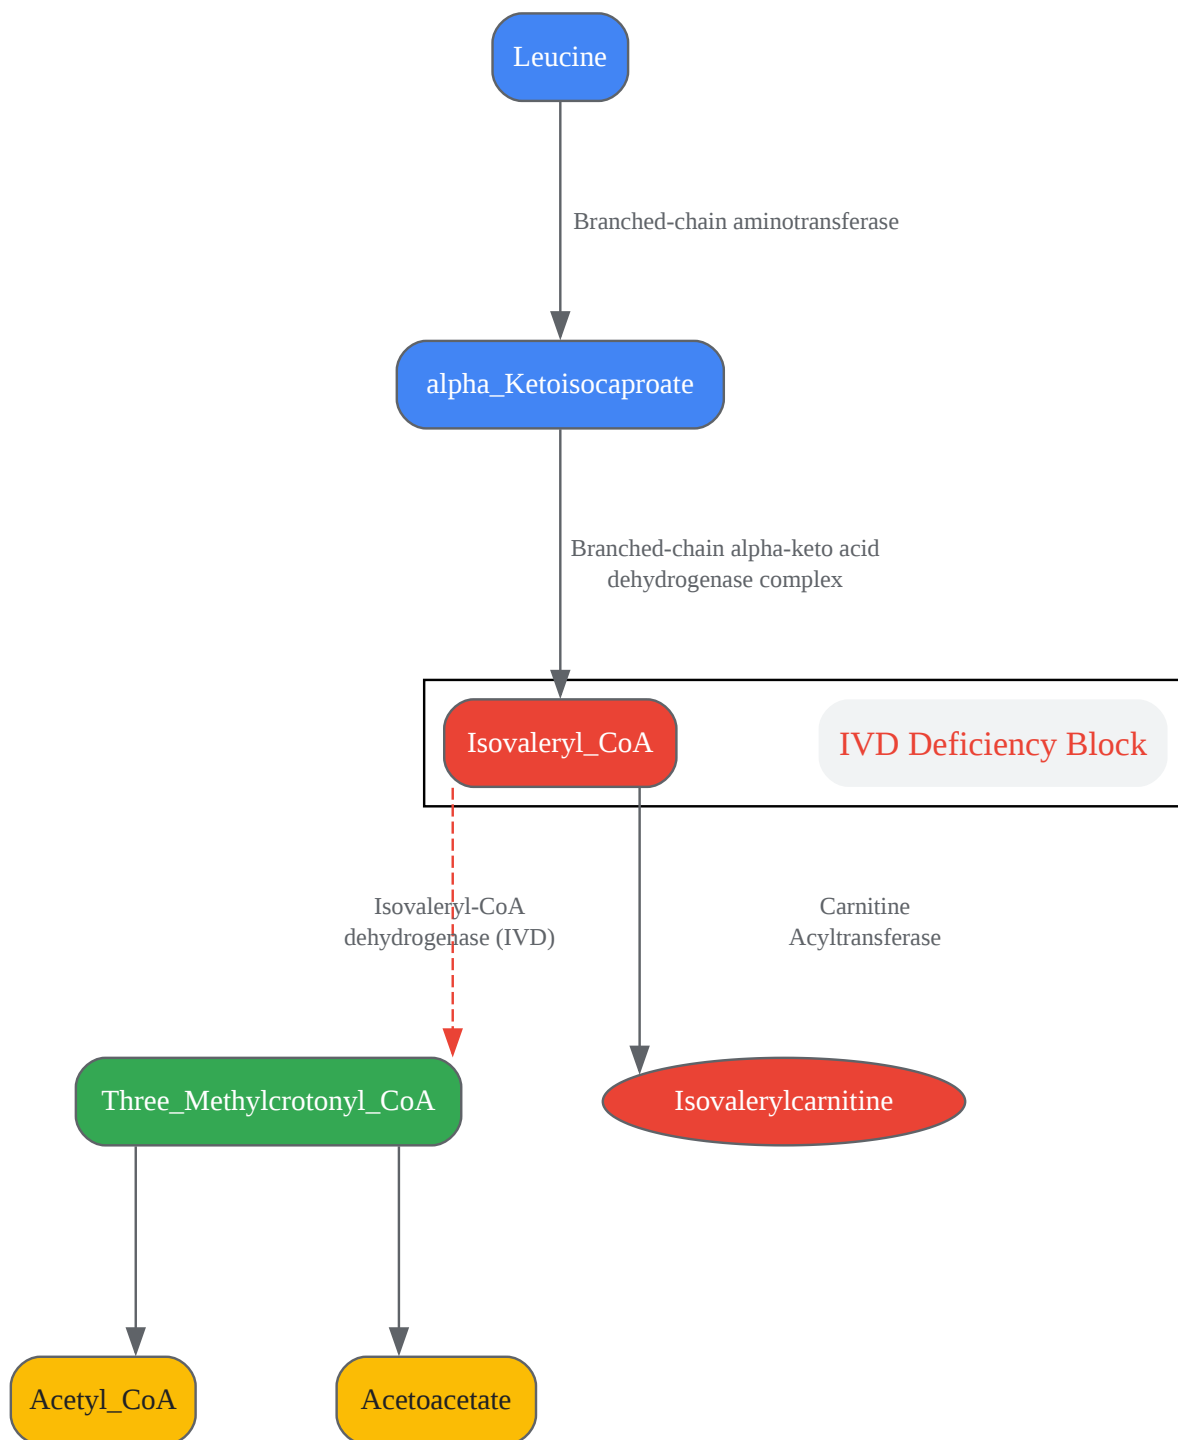 Leucine
Branched-chain aminotransferase
alpha_Ketoisocaproate
Branched-chain alpha-keto acid
dehydrogenase complex
Isovaleryl_CoA
IVD Deficiency Block
Isovaleryl-CoA
dehydrogenase (IVD)
Carnitine
Acyltransferase
Three_Methylcrotonyl_CoA
Isovalerylcarnitine
Acetyl_CoA
Acetoacetate